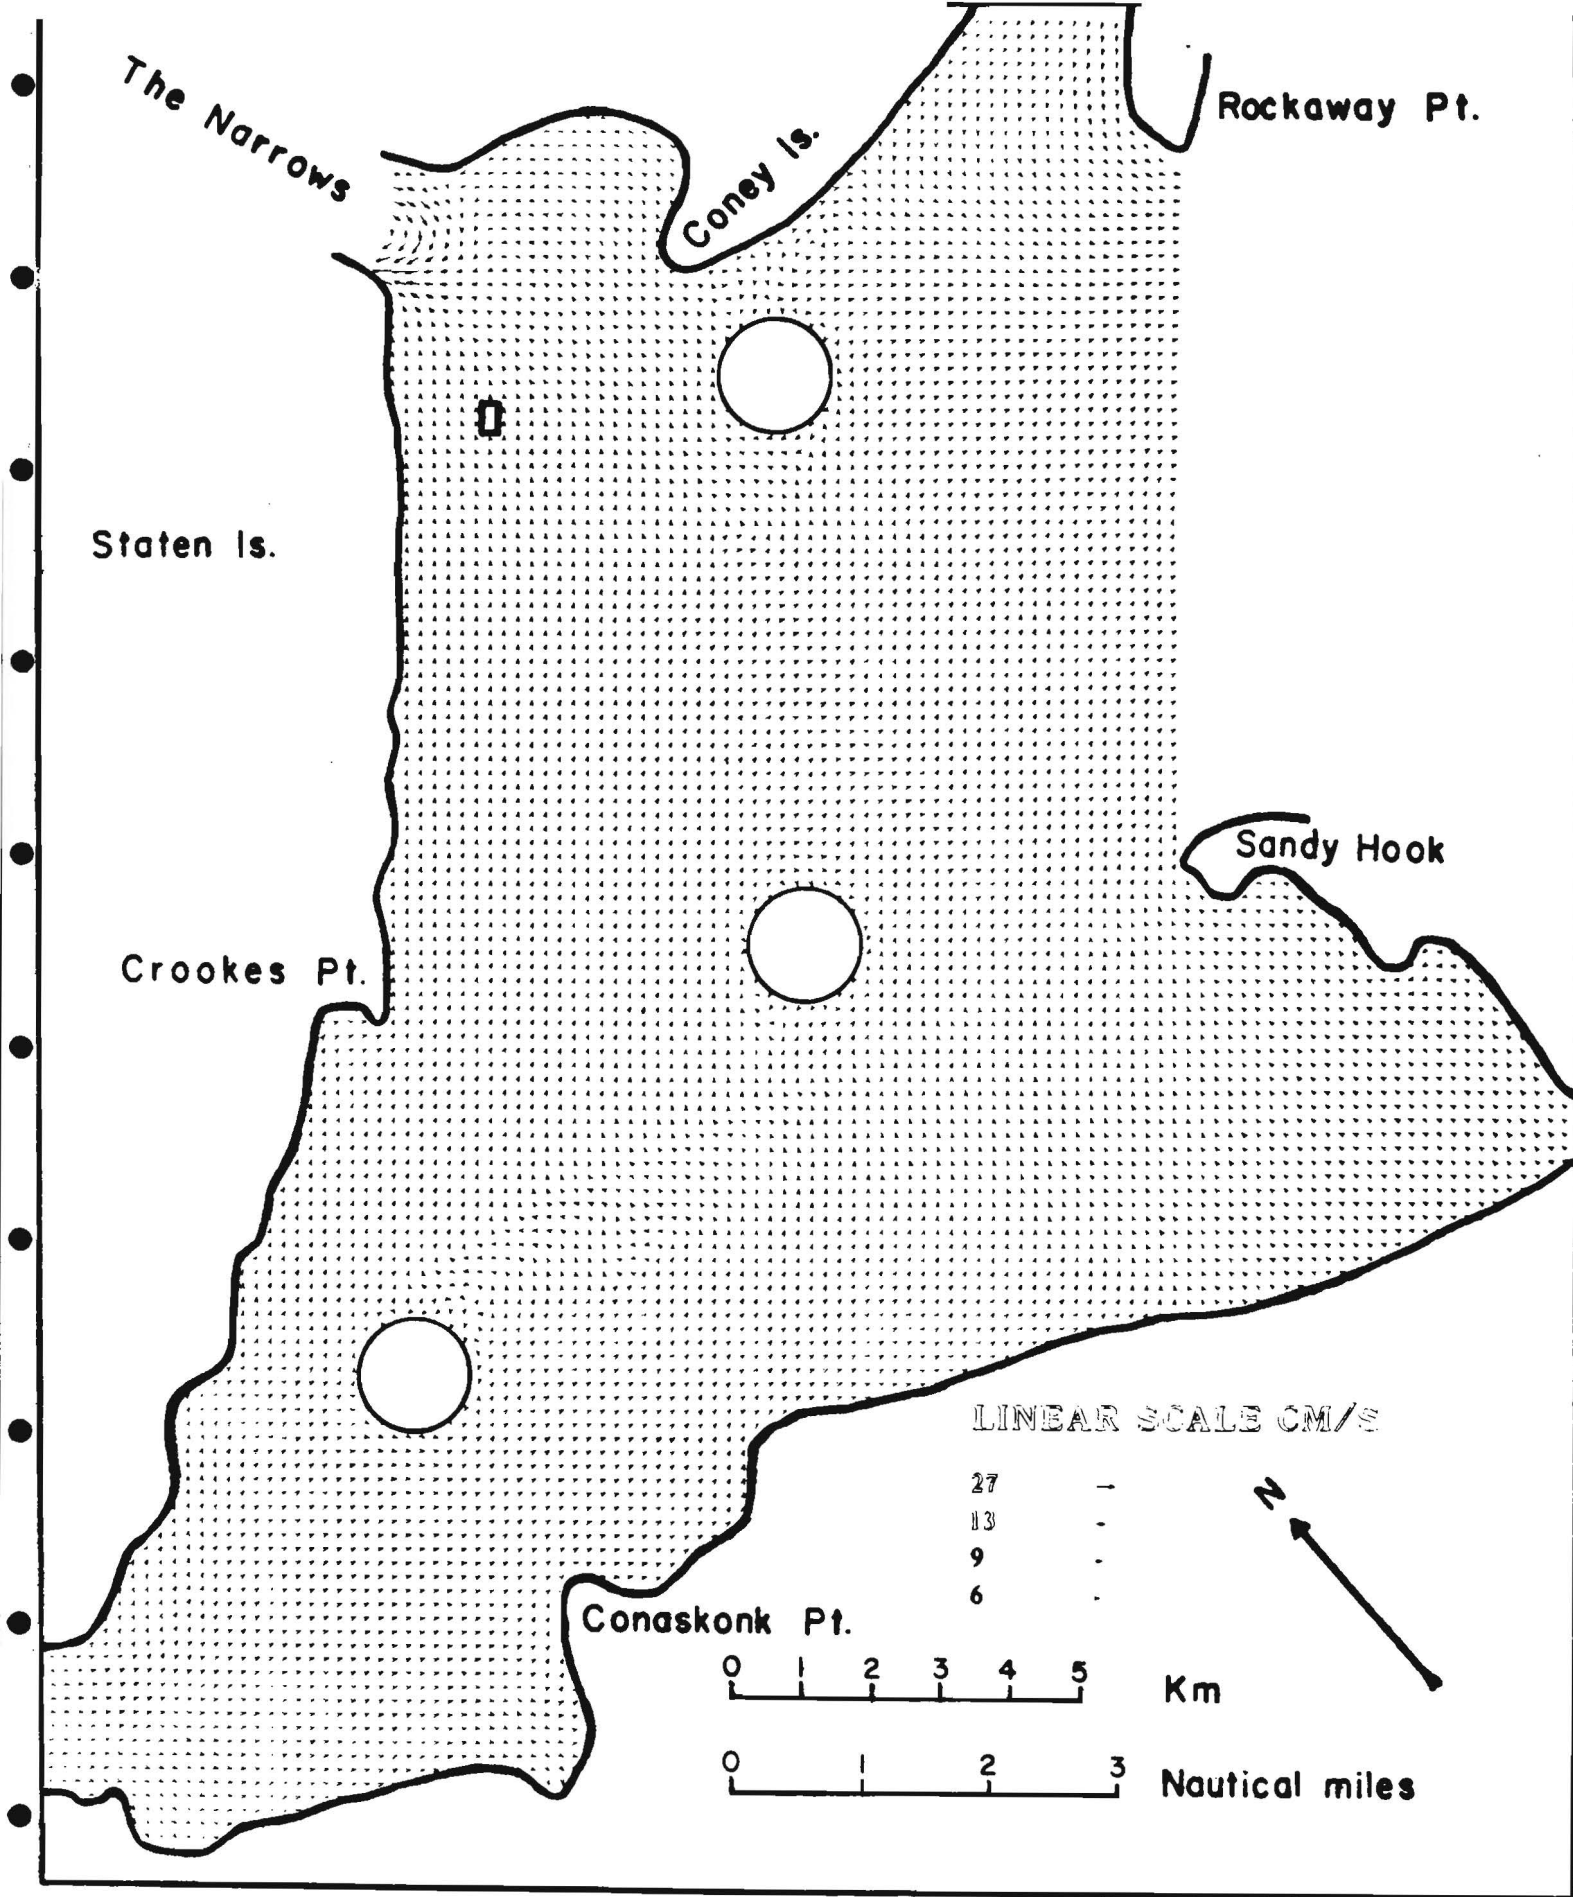 The Narrows
Rockaway Pt.
Coney Is.
Staten Is.
Sandy Hook
Crookes Pt.
LINEAR SCALE CM/S
27
13
9
6
N
Conaskonk Pt.
0 1 2 3 4 5 Km
0 1 2 3 Nautical miles